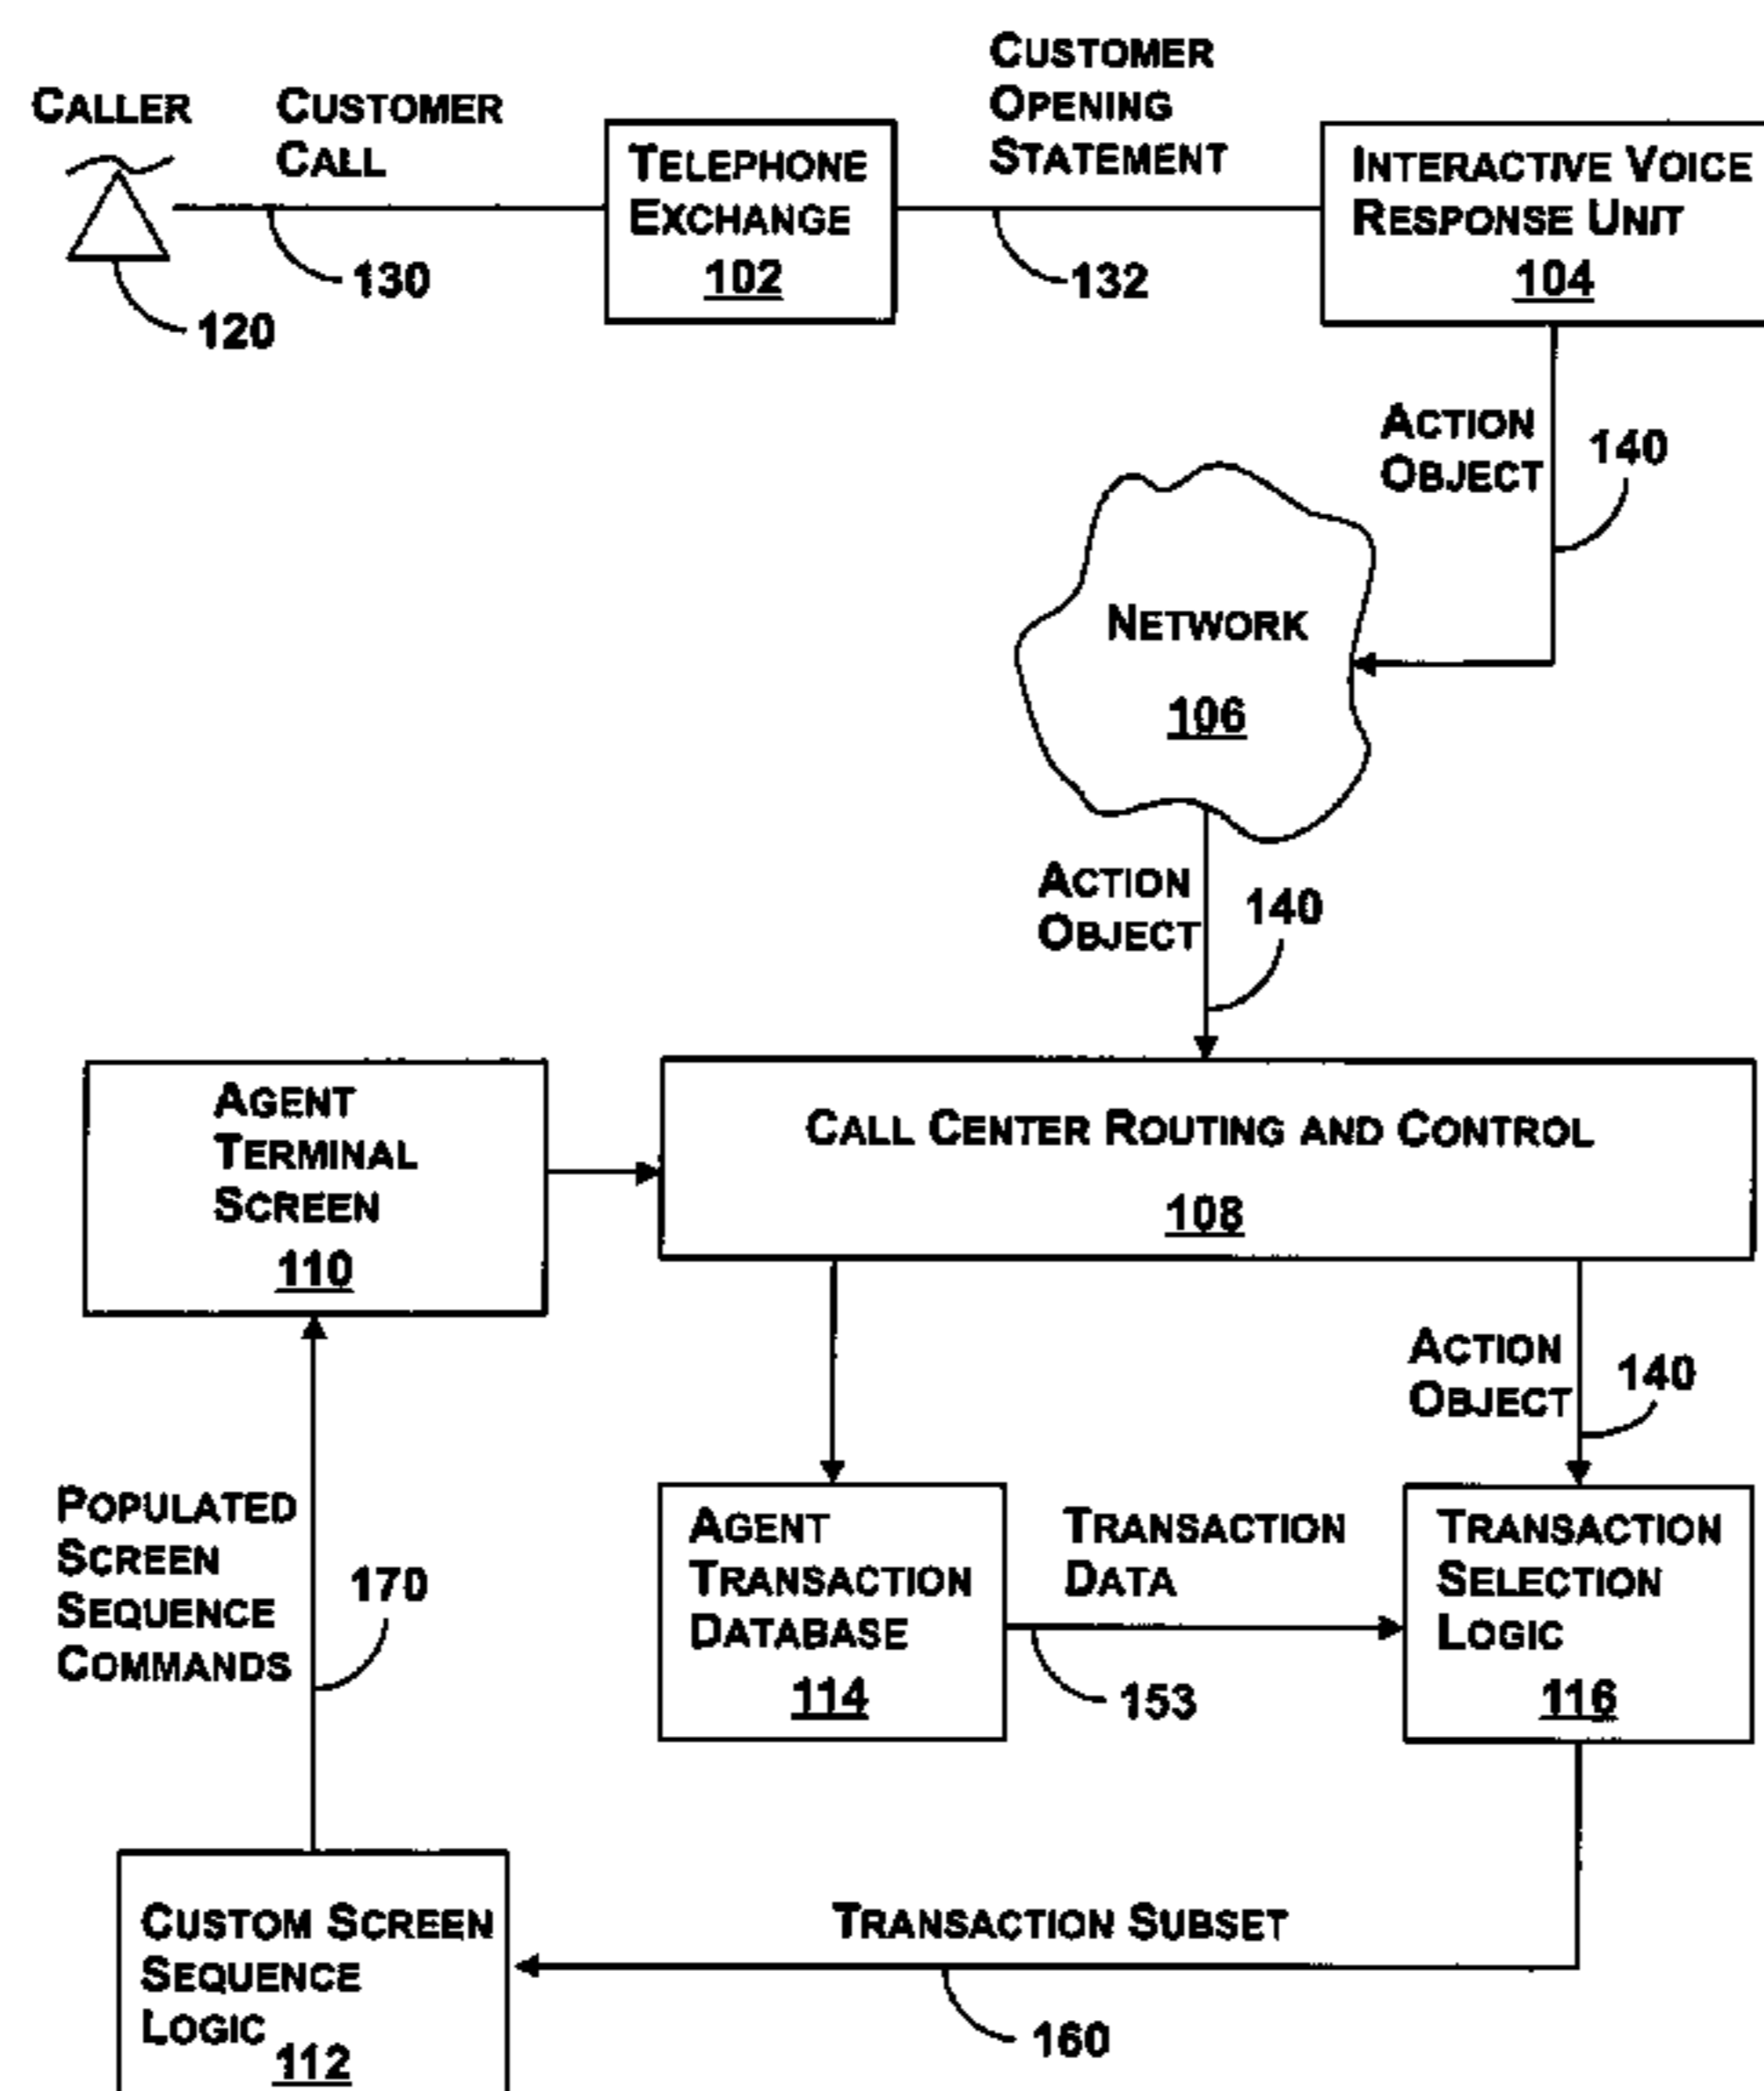 CALLER
CUSTOMER
CALL
130
120
TELEPHONE
EXCHANGE
102
CUSTOMER
OPENING
STATEMENT
132
INTERACTIVE VOICE
RESPONSE UNIT
104
ACTION
OBJECT
140
NETWORK
106
ACTION
OBJECT
140
AGENT
TERMINAL
SCREEN
110
CALL CENTER ROUTING AND CONTROL
108
ACTION
OBJECT
140
POPULATED
SCREEN
SEQUENCE
COMMANDS
170
AGENT
TRANSACTION
DATABASE
114
TRANSACTION
DATA
153
TRANSACTION
SELECTION
LOGIC
116
CUSTOM SCREEN
SEQUENCE
LOGIC
112
TRANSACTION SUBSET
160